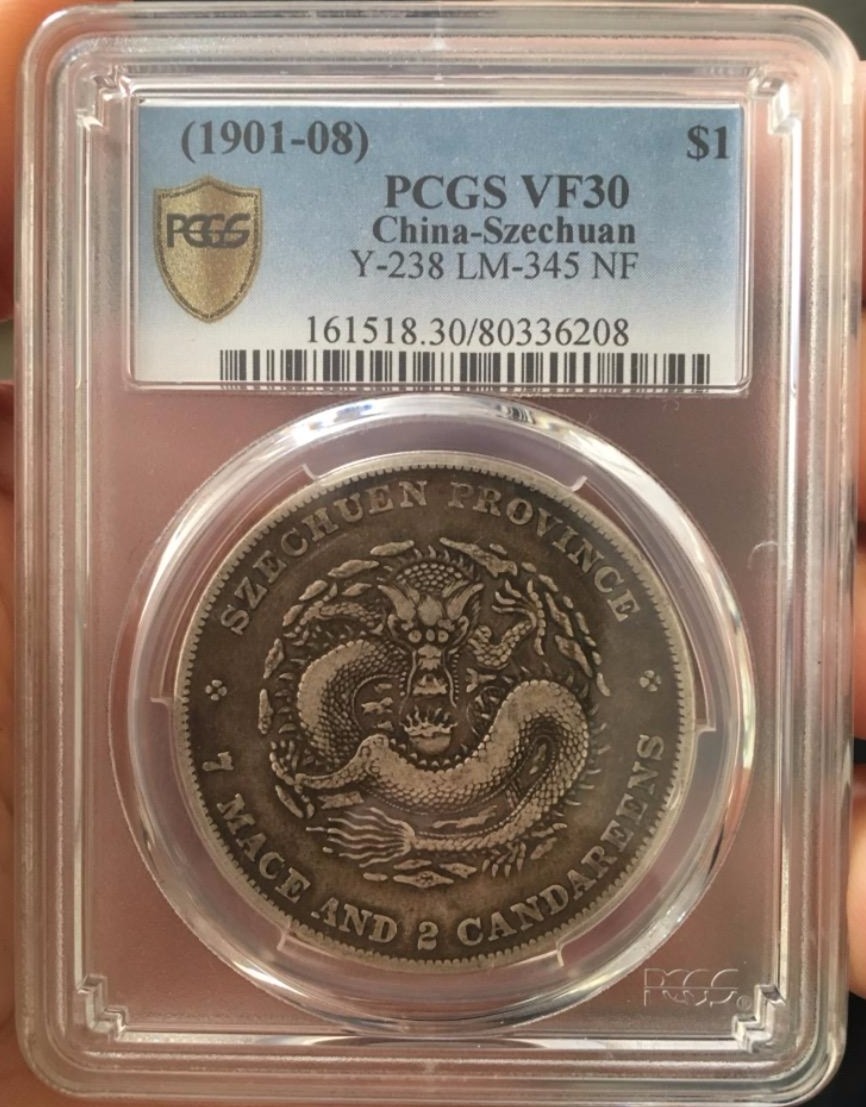 (1901-08) $1
PCGS VF30
China-Szechuan
Y-238 LM-345 NF
PCGS
161518.30/80336208
SZECHUEN PROVINCE
7 MACE AND 2 CANDAREENS
PCGS